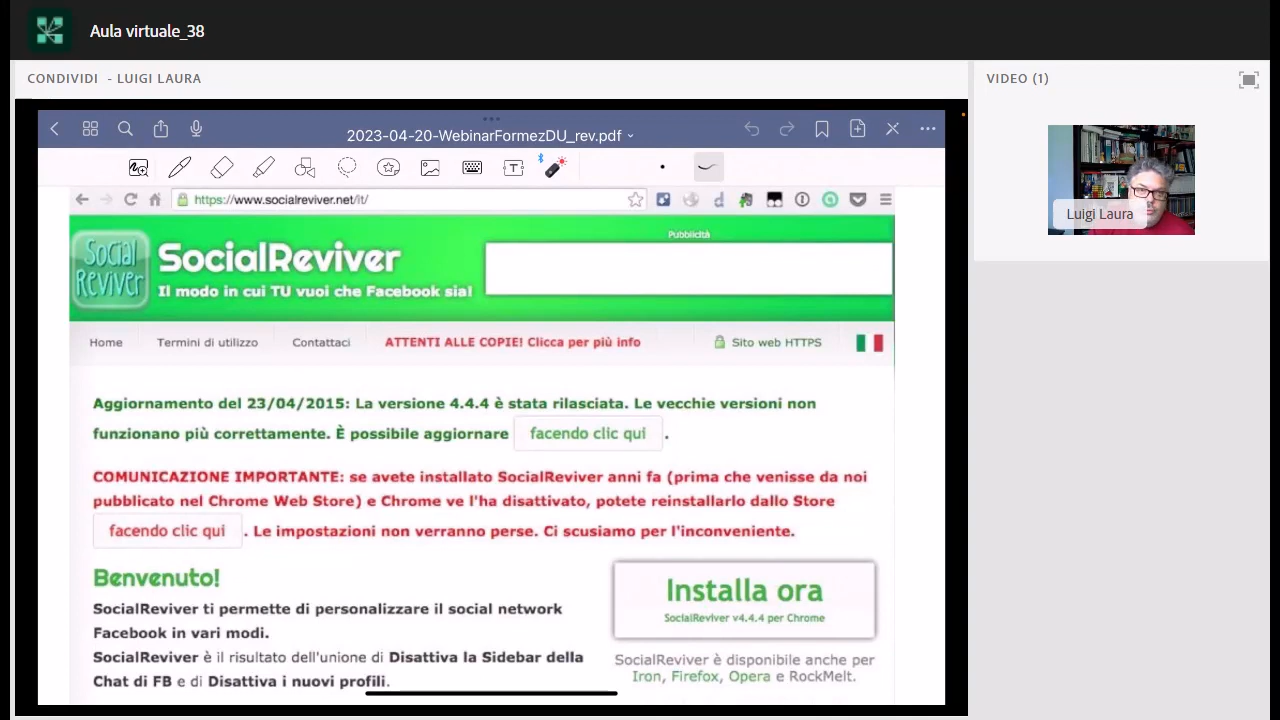 Aula virtuale_38
CONDIVIDI - LUIGI LAURA
VIDEO (1)
2023-04-20-WebinarFormezDU_rev.pdf
T
https://www.socialreviver.net/it/
Social
Reviver
SocialReviver
Il modo in cui TU vuoi che Facebook sia!
Pubblicità
Home
Termini di utilizzo
Contattaci
ATTENTI ALLE COPIE! Clicca per più info
Sito web HTTPS
Aggiornamento del 23/04/2015: La versione 4.4.4 è stata rilasciata. Le vecchie versioni non
funzionano più correttamente. È possibile aggiornare facendo clic qui .
COMUNICAZIONE IMPORTANTE: se avete installato SocialReviver anni fa (prima che venisse da noi
pubblicato nel Chrome Web Store) e Chrome ve l'ha disattivato, potete reinstallarlo dallo Store
facendo clic qui . Le impostazioni non verranno perse. Ci scusiamo per l'inconveniente.
Benvenuto!
SocialReviver ti permette di personalizzare il social network
Facebook in vari modi.
SocialReviver è il risultato dell'unione di Disattiva la Sidebar della
Chat di FB e di Disattiva i nuovi profili.
Installa ora
SocialReviver v4.4.4 per Chrome
SocialReviver è disponibile anche per
Iron, Firefox, Opera e RockMelt.
Luigi Laura